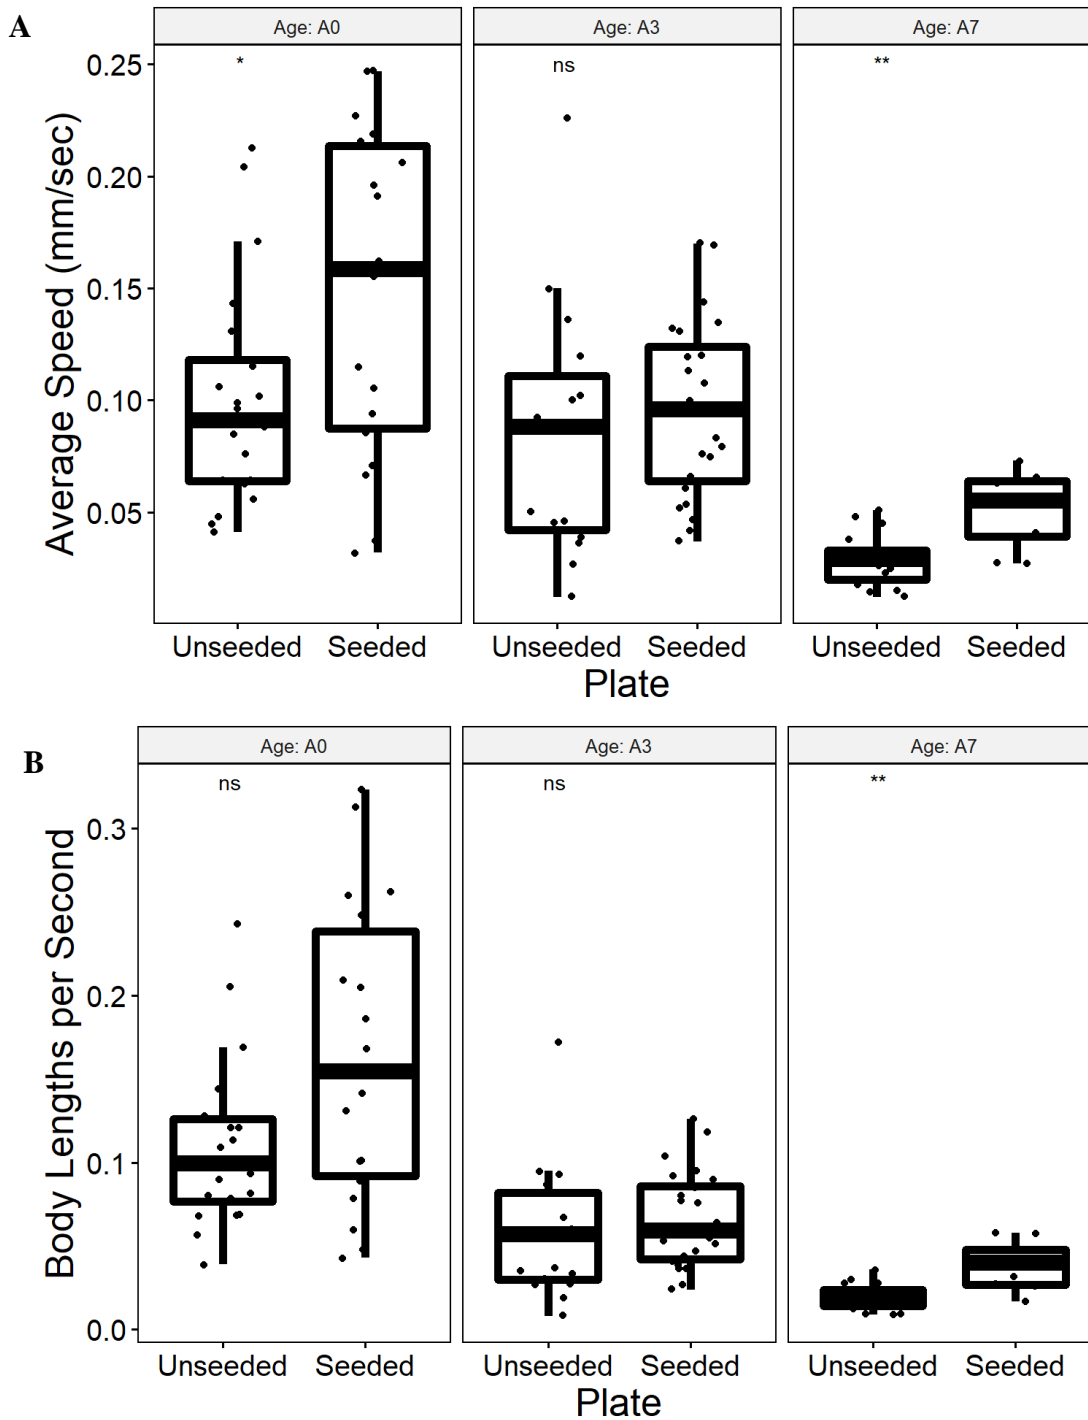 A
Age: A0
Age: A3
Age: A7
*
ns
**
Average Speed (mm/sec)
0.25
0.20
0.15
0.10
0.05
Unseeded
Seeded
Unseeded
Seeded
Unseeded
Seeded
Plate
B
Age: A0
Age: A3
Age: A7
ns
ns
**
Body Lengths per Second
0.3
0.2
0.1
0.0
Unseeded
Seeded
Unseeded
Seeded
Unseeded
Seeded
Plate